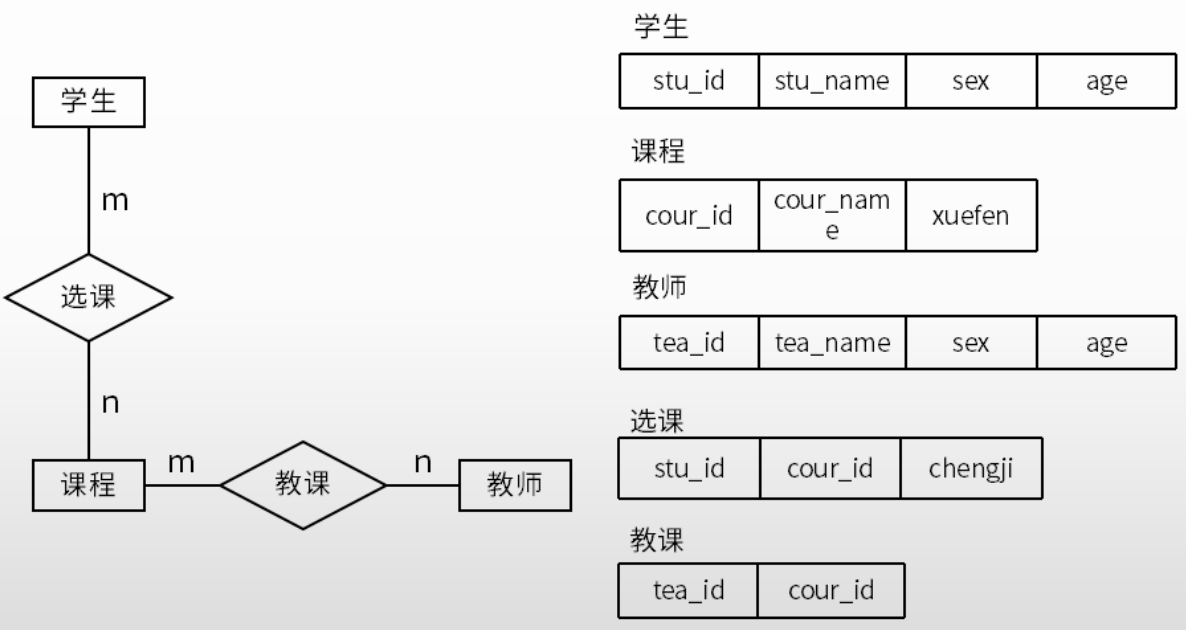 学生
m
选课
n
课程
m
教课
n
教师
学生
stu_id
stu_name
sex
age
课程
cour_id
cour_nam
e
xuefen
教师
tea_id
tea_name
sex
age
选课
stu_id
cour_id
chengji
教课
tea_id
cour_id